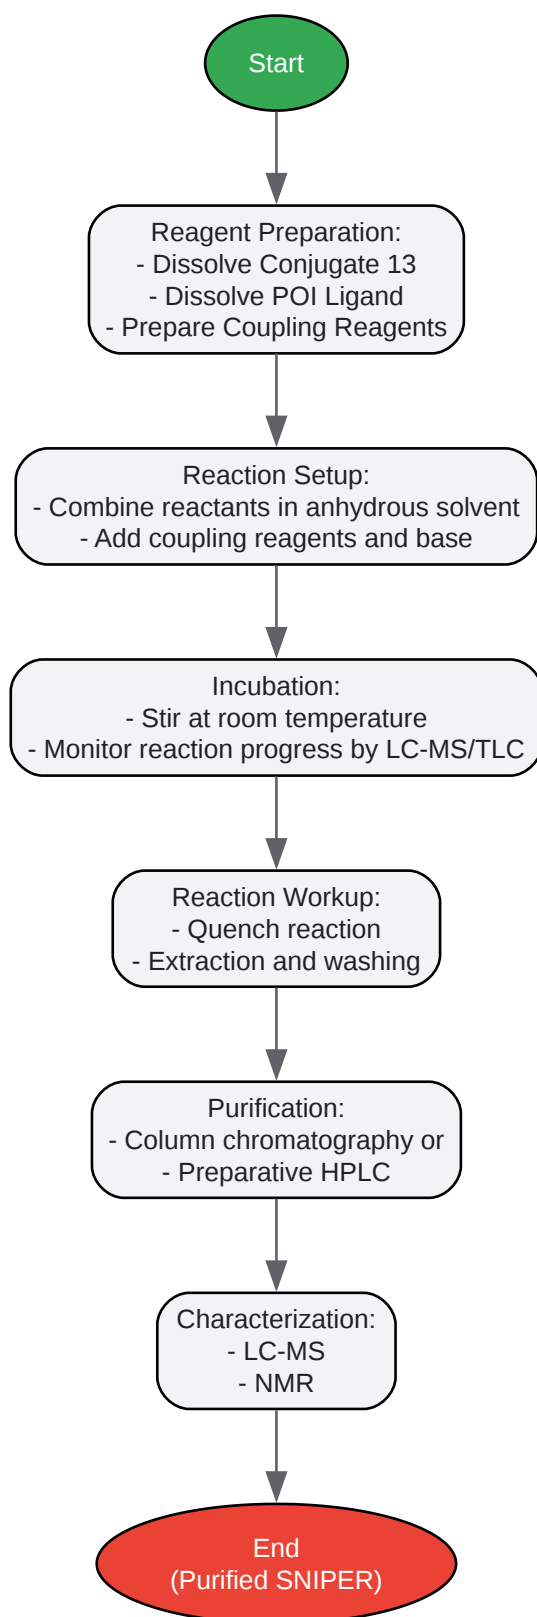 Start
Reagent Preparation:
- Dissolve Conjugate 13
- Dissolve POI Ligand
- Prepare Coupling Reagents
Reaction Setup:
- Combine reactants in anhydrous solvent
- Add coupling reagents and base
Incubation:
- Stir at room temperature
- Monitor reaction progress by LC-MS/TLC
Reaction Workup:
- Quench reaction
- Extraction and washing
Purification:
- Column chromatography or
- Preparative HPLC
Characterization:
- LC-MS
- NMR
End
(Purified SNIPER)